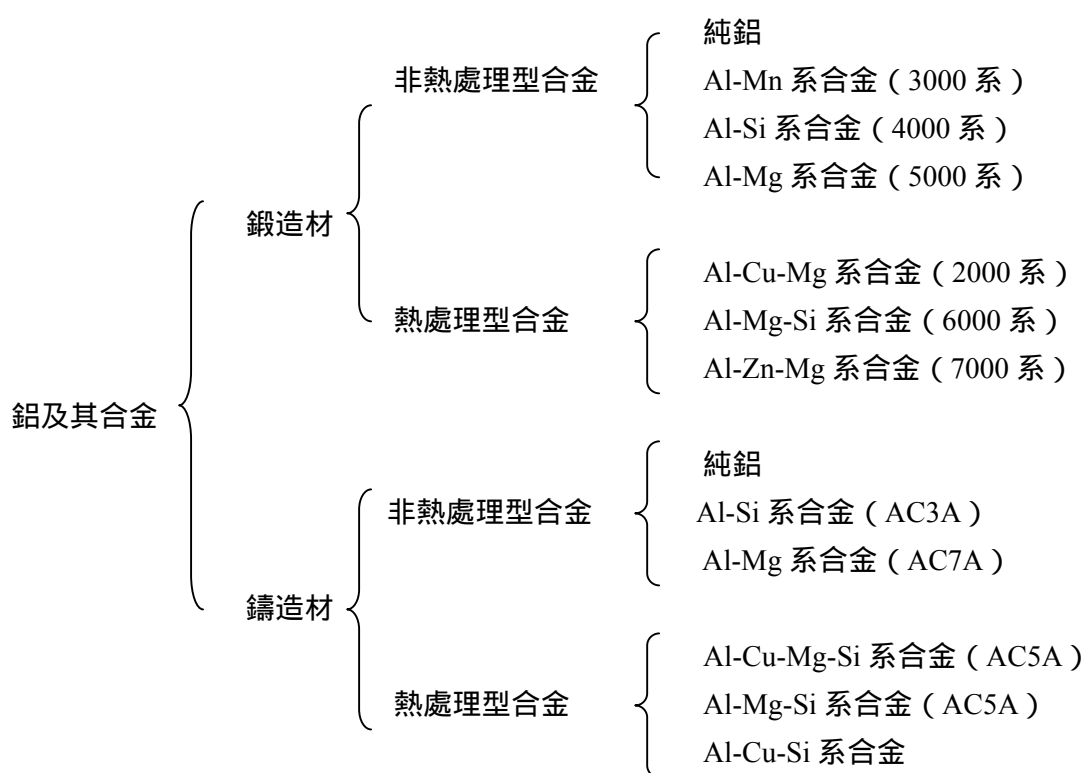 純鋁
非熱處理型合金
Al-Mn 系合金（3000 系）
Al-Si 系合金（4000 系）
Al-Mg 系合金（5000 系）
鍛造材
Al-Cu-Mg 系合金（2000 系）
熱處理型合金
Al-Mg-Si 系合金（6000 系）
Al-Zn-Mg 系合金（7000 系）
鋁及其合金
純鋁
非熱處理型合金
Al-Si 系合金（AC3A）
Al-Mg 系合金（AC7A）
鑄造材
Al-Cu-Mg-Si 系合金（AC5A）
熱處理型合金
Al-Mg-Si 系合金（AC5A）
Al-Cu-Si 系合金